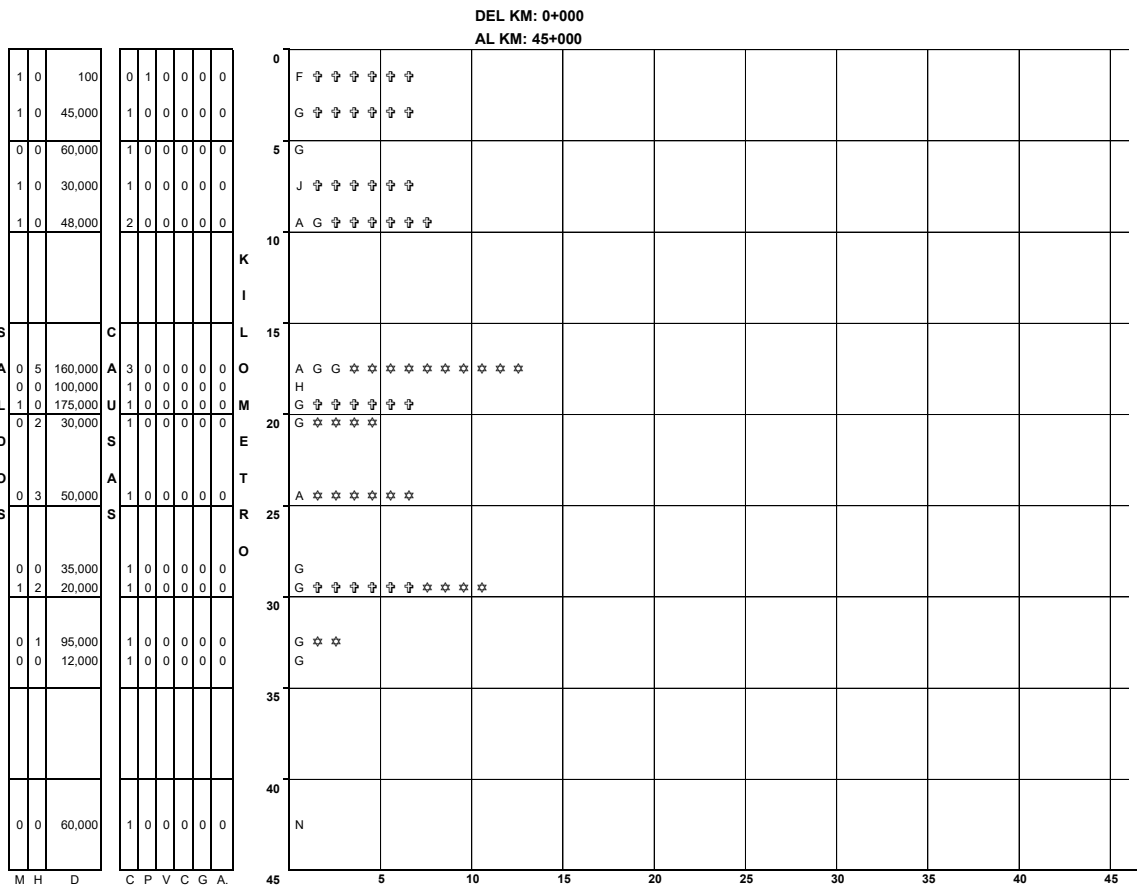 DEL KM: 0+000
AL KM: 45+000
0
1 0 100 0 1 0 0 0 0 F ✞ ✞ ✞ ✞ ✞ ✞
1 0 45,000 1 0 0 0 0 0 G ✞ ✞ ✞ ✞ ✞ ✞
0 0 60,000 1 0 0 0 0 0 5 G
1 0 30,000 1 0 0 0 0 0 J ✞ ✞ ✞ ✞ ✞ ✞
1 0 48,000 2 0 0 0 0 0 A G ✞ ✞ ✞ ✞ ✞ ✞
10
K
I
S C L 15
A 0 5 160,000 A 3 0 0 0 0 0 O A G G ✡ ✡ ✡ ✡ ✡ ✡ ✡ ✡ ✡ ✡
0 0 100,000 1 0 0 0 0 0 H
L 1 0 175,000 U 1 0 0 0 0 0 M G ✞ ✞ ✞ ✞ ✞ ✞
0 2 30,000 1 0 0 0 0 0 20 G ✡ ✡ ✡ ✡
D S E
O A T
0 3 50,000 1 0 0 0 0 0 A ✡ ✡ ✡ ✡ ✡ ✡
S S R 25
O
0 0 35,000 1 0 0 0 0 0 G
1 2 20,000 1 0 0 0 0 0 G ✞ ✞ ✞ ✞ ✞ ✞ ✡ ✡ ✡ ✡
30
0 1 95,000 1 0 0 0 0 0 G ✡ ✡
0 0 12,000 1 0 0 0 0 0 G
35
40
0 0 60,000 1 0 0 0 0 0 N
M H D C P V C G A. 45 5 10 15 20 25 30 35 40 45